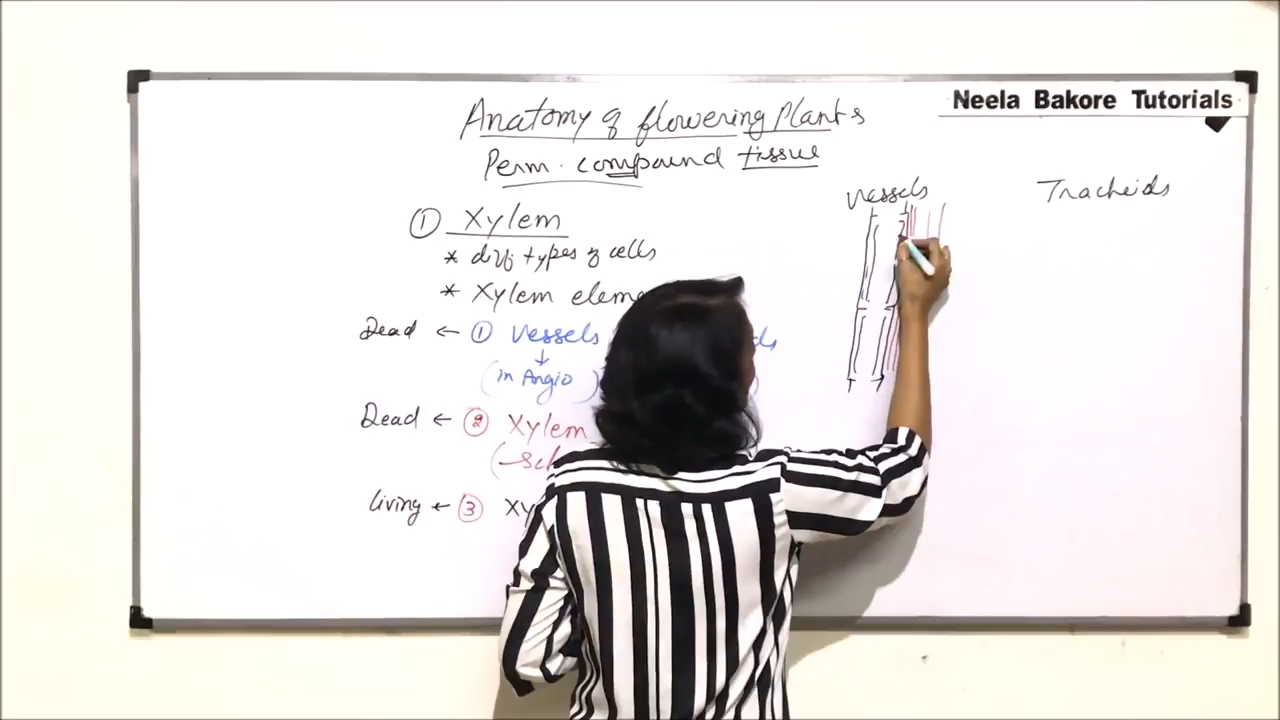 Neela Bakore Tutorials
Anatomy of flowering Plants
Perm. compound tissue
① Xylem
* diff types of cells
* Xylem eleme
Dead ← ① Vessels
↓
(in Angio)
Dead ← ② Xylem
Living ← ③ Xy
Vessels
Tracheids